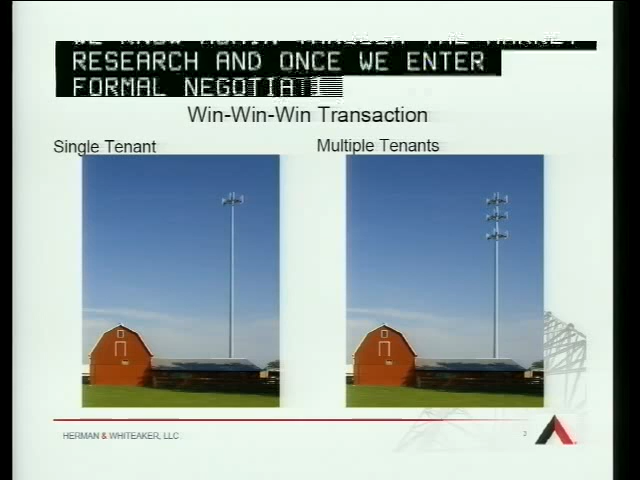 RESEARCH AND ONCE WE ENTER
FORMAL NEGOTIAT
Win-Win-Win Transaction
Single Tenant
Multiple Tenants
HERMAN & WHITEAKER, LLC